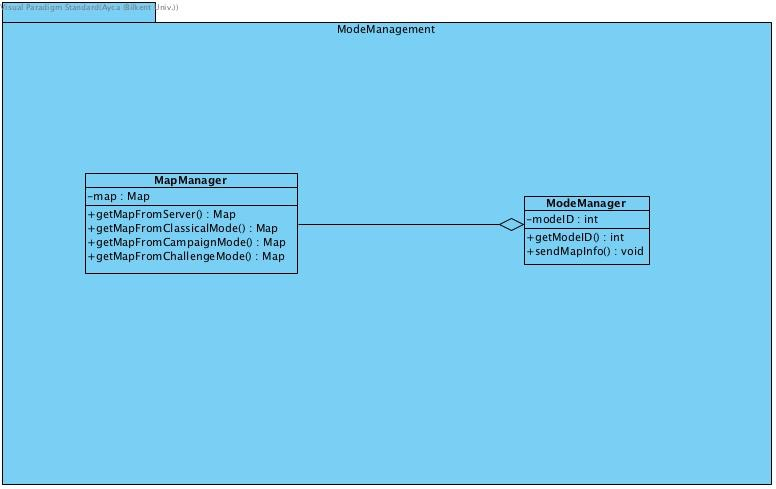 Visual Paradigm Standard(Ayca (Bilkent Univ.))
ModeManagement
MapManager
-map : Map
+getMapFromServer() : Map
+getMapFromClassicalMode() : Map
+getMapFromCampaignMode() : Map
+getMapFromChallengeMode() : Map
ModeManager
-modeID : int
+getModeID() : int
+sendMapInfo() : void